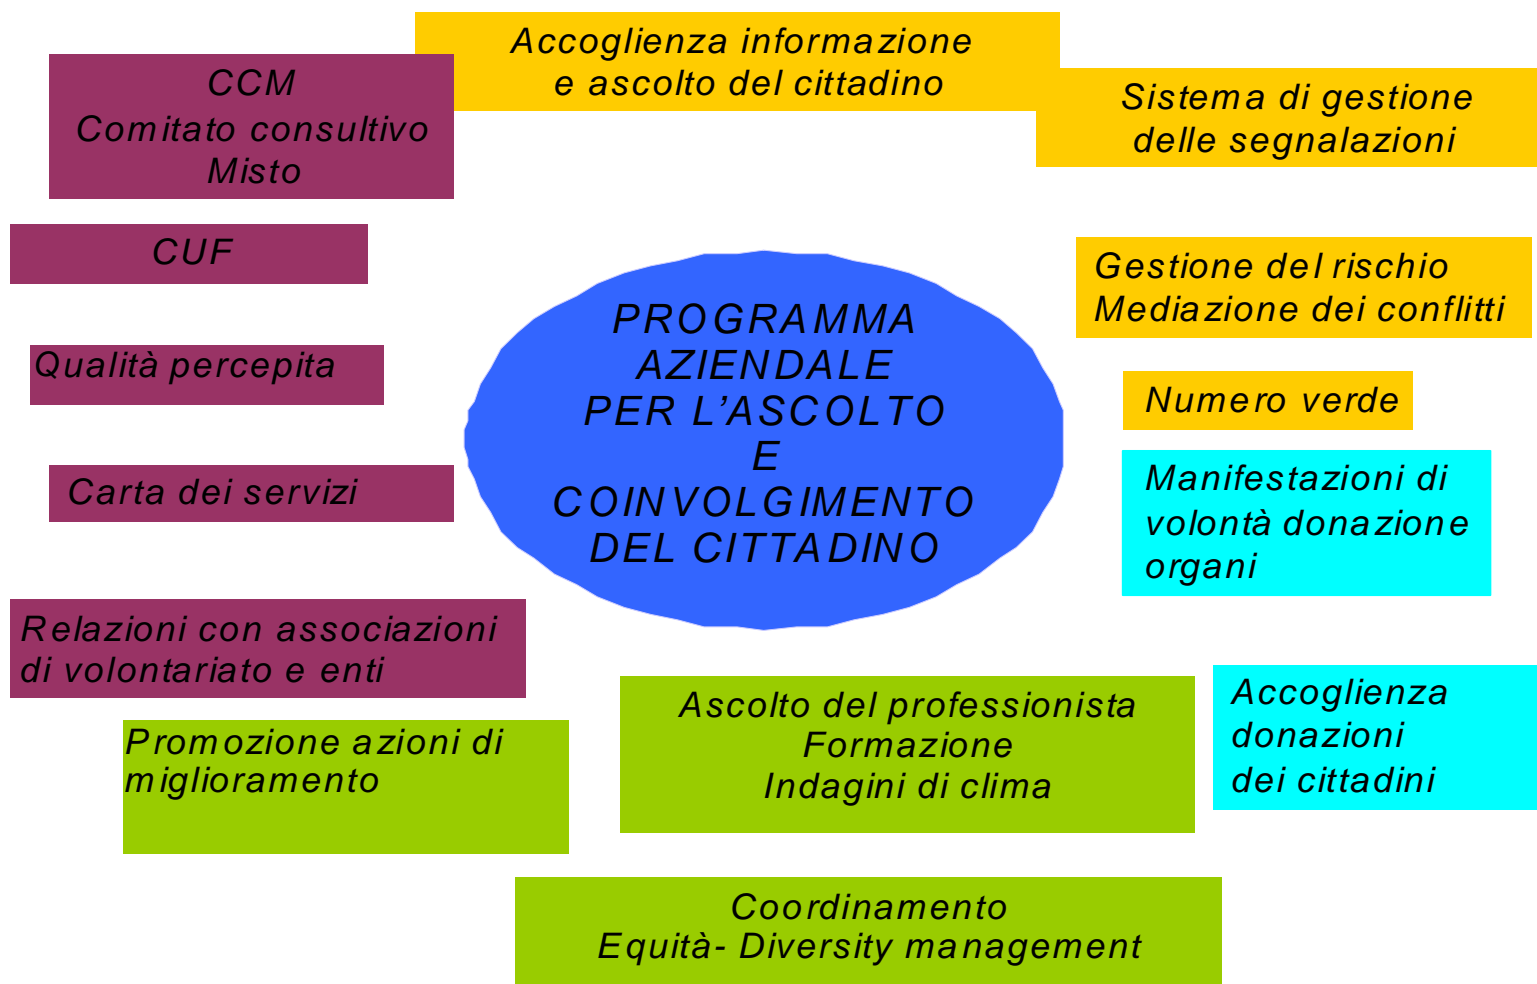 Accoglienza informazione
e ascolto del cittadino
CCM
Comitato consultivo
Misto
Sistema di gestione
delle segnalazioni
CUF
Gestione del rischio
Mediazione dei conflitti
PROGRAMMA
AZIENDALE
PER L'ASCOLTO
E
COINVOLGIMENTO
DEL CITTADINO
Qualità percepita
Numero verde
Carta dei servizi
Manifestazioni di
volontà donazione
organi
Relazioni con associazioni
di volontariato e enti
Promozione azioni di
miglioramento
Ascolto del professionista
Formazione
Indagini di clima
Accoglienza
donazioni
dei cittadini
Coordinamento
Equità- Diversity management